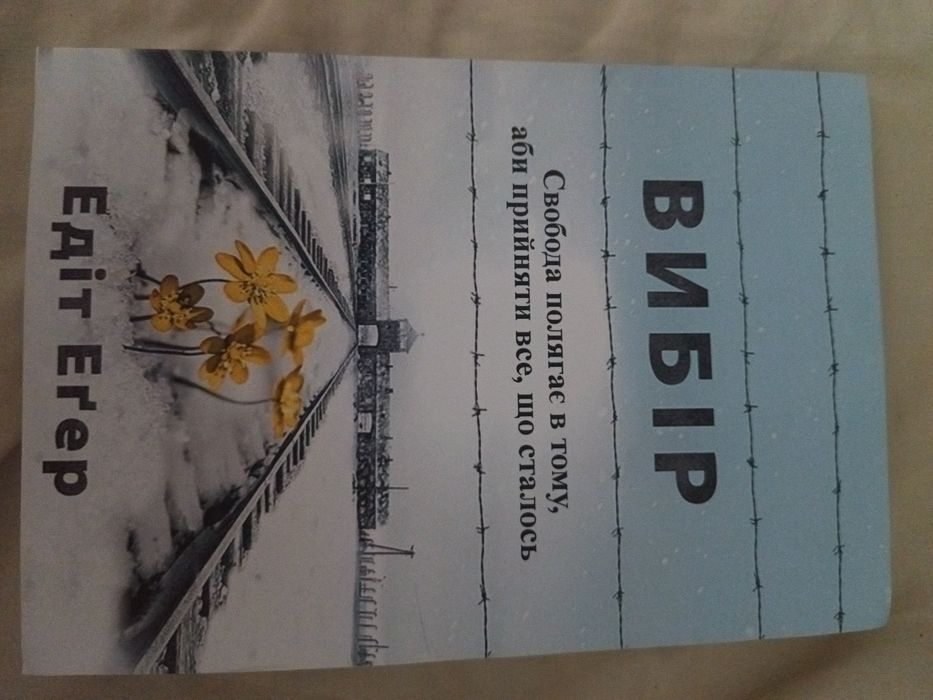 ВИБІР
Свобода полягає в тому,
аби прийняти все, що сталось
Едіт Еґер